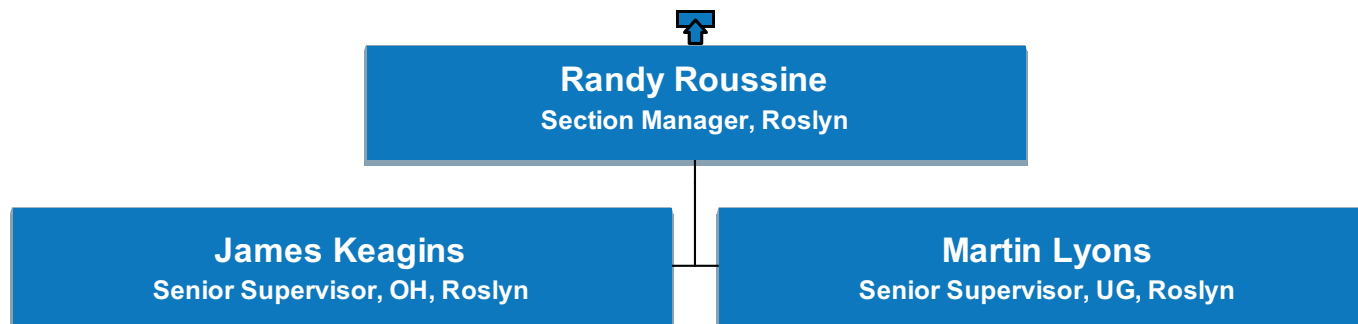 Randy Roussine
Section Manager, Roslyn
James Keagins
Senior Supervisor, OH, Roslyn
Martin Lyons
Senior Supervisor, UG, Roslyn